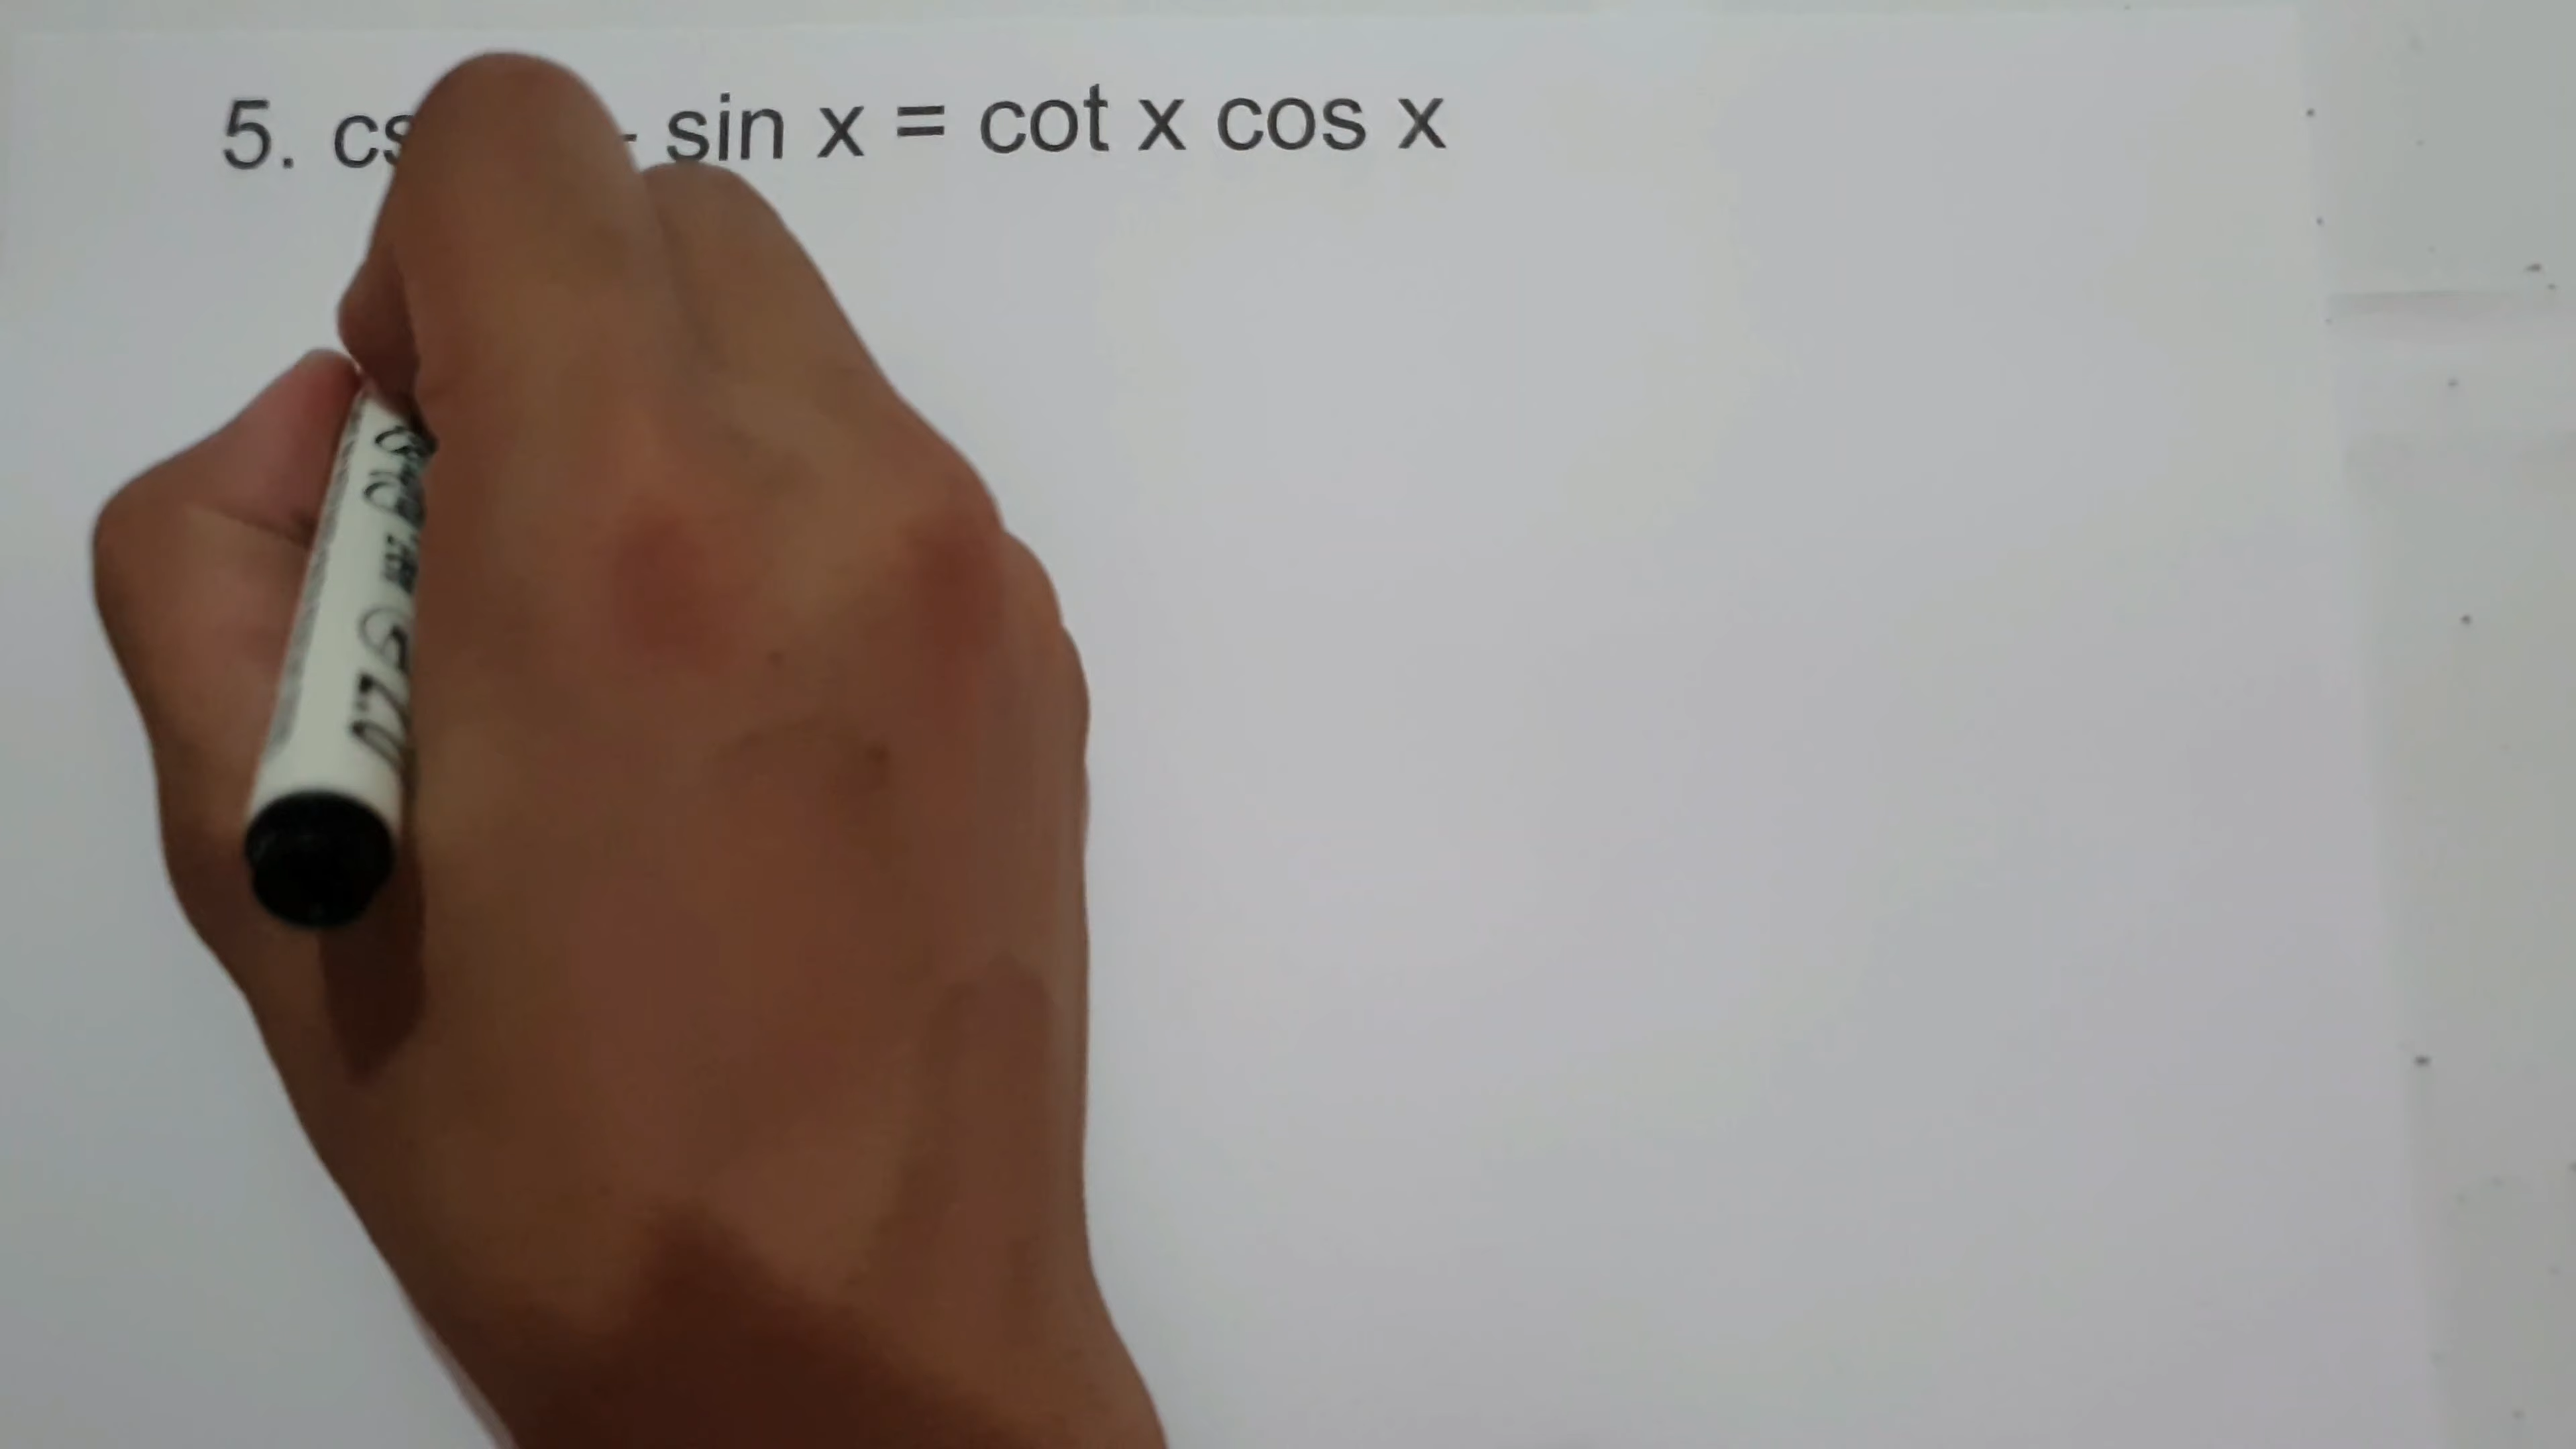 5. cs - sin x = cot x cos x